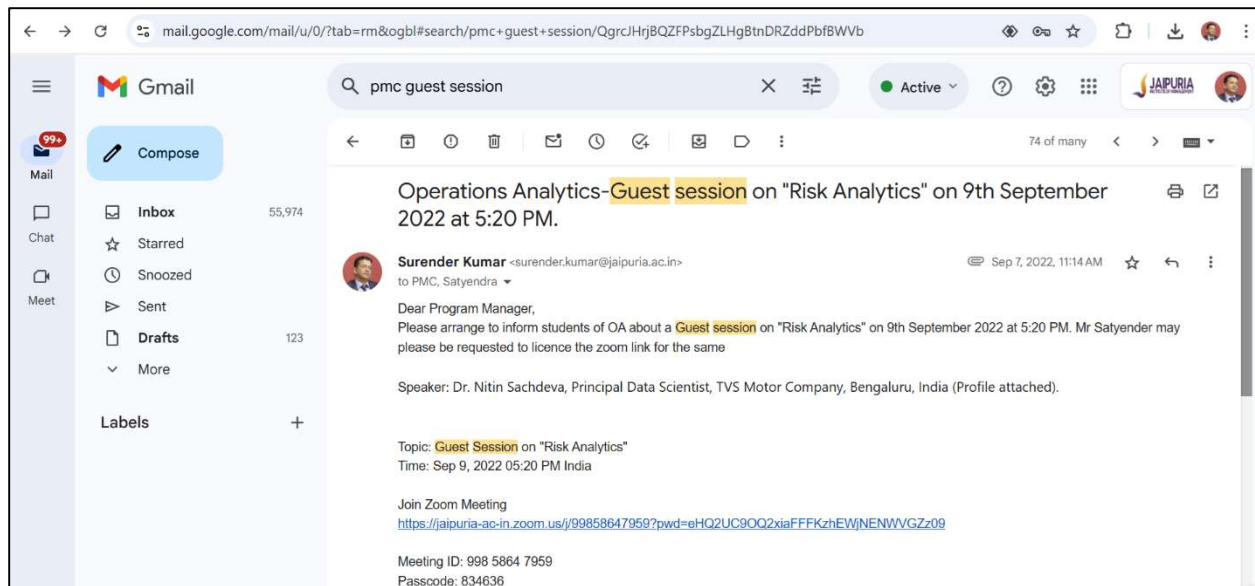 mail.google.com/mail/u/0/?tab=rm&ogbl#search/pmc+guest+session/QgrcJHrjBQZFPsbgZLHgBtnDRZddPbfBWVb
Gmail
pmc guest session
Active
JAIPURIA
INSTITUTE OF MANAGEMENT
99+
Mail
Chat
Meet
Compose
Inbox 55,974
Starred
Snoozed
Sent
Drafts 123
More
Labels
74 of many
Operations Analytics-Guest session on "Risk Analytics" on 9th September
2022 at 5:20 PM.
Surender Kumar <surender.kumar@jaipuria.ac.in>
Sep 7, 2022, 11:14 AM
to PMC, Satyendra
Dear Program Manager,
Please arrange to inform students of OA about a Guest session on "Risk Analytics" on 9th September 2022 at 5:20 PM. Mr Satyender may
please be requested to licence the zoom link for the same
Speaker: Dr. Nitin Sachdeva, Principal Data Scientist, TVS Motor Company, Bengaluru, India (Profile attached).
Topic: Guest Session on "Risk Analytics"
Time: Sep 9, 2022 05:20 PM India
Join Zoom Meeting
https://jaipuria-ac-in.zoom.us/j/99858647959?pwd=eHQ2UC9OQ2xiaFFFKzhEWjNENWVGZz09
Meeting ID: 998 5864 7959
Passcode: 834636